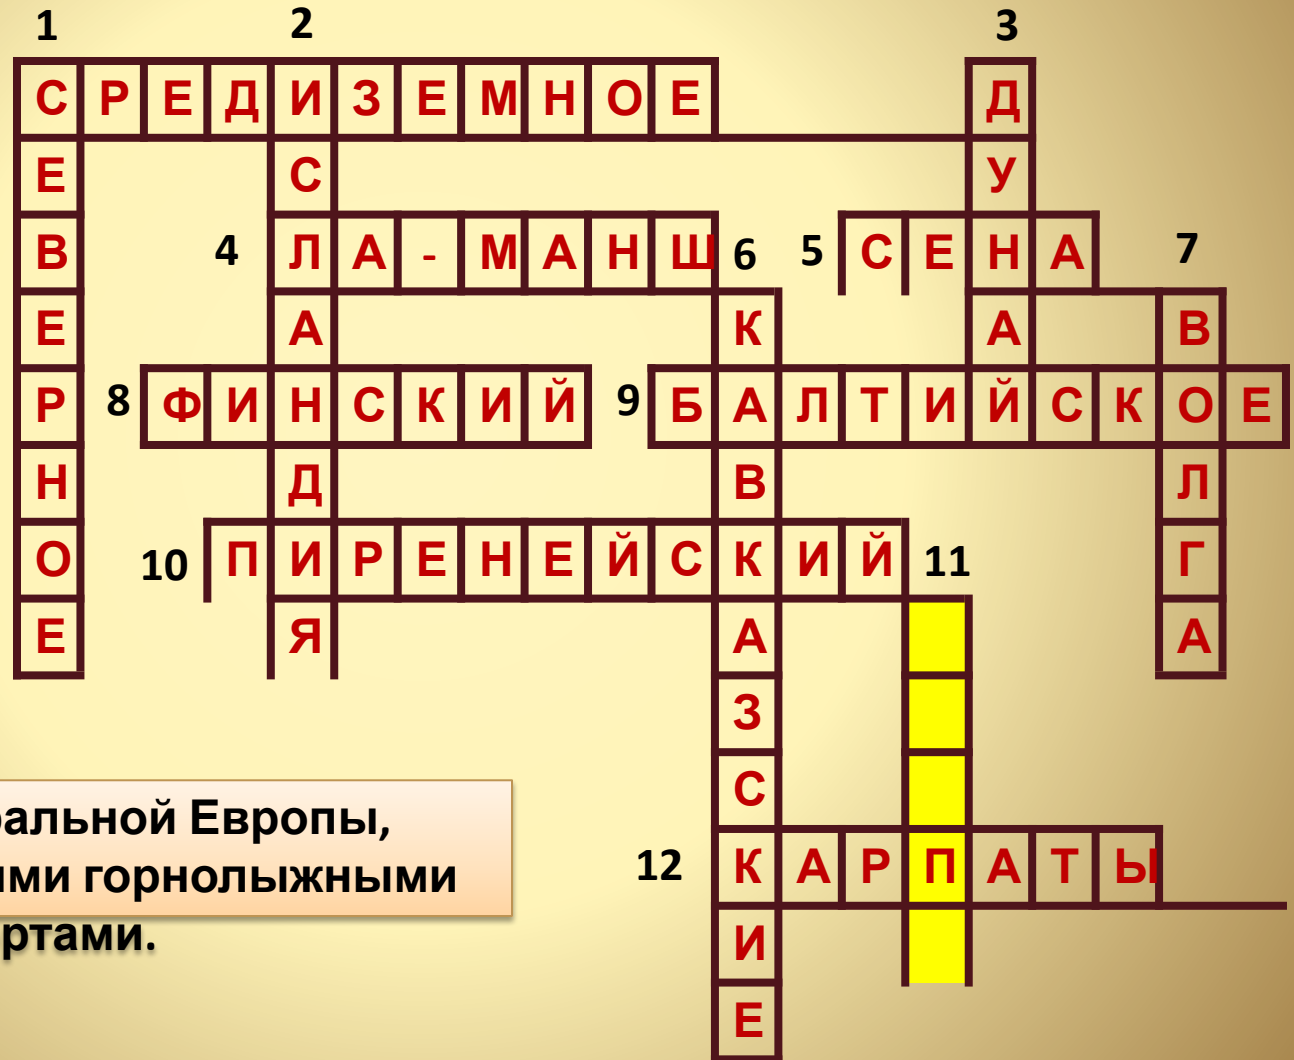 1 2 3
СРЕДИЗЕМНОЕ Д
Е С У
В 4 ЛА-МАНШ 6 5 СЕНА 7
Е А К А В
Р 8 ФИНСКИЙ 9 БАЛТИЙСКОЕ
Н Д В Л
О 10 ПИРЕНЕЙСКИЙ 11 Г
Е Я А А
З
С
12 КАРПАТЫ
И
Е
альной Европы,
ми горнолыжными
ртами.